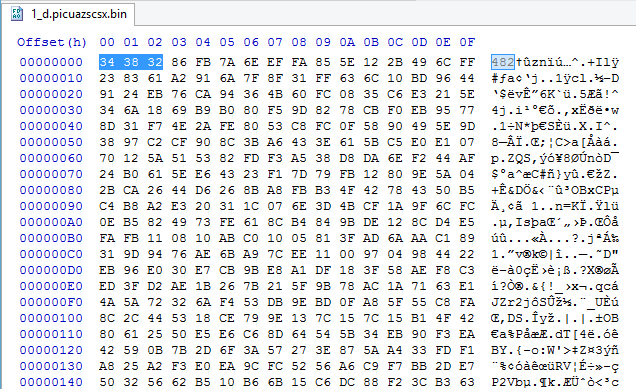 1_d.picuazscsx.bin
Offset(h) 00 01 02 03 04 05 06 07 08 09 0A 0B 0C 0D 0E 0F
00000000 34 38 32 86 FB 7A 6E EF FA 85 5E 12 2B 49 6C FF 482†ûznïú…^.+Ilÿ
00000010 23 83 61 A2 91 6A 7F 8F 31 FF 63 6C 10 BD 96 44 #ƒa¢‘j..1ÿcl.½–D
00000020 91 24 EB 76 CA 94 36 4B 60 FC 08 35 C6 E3 21 5E ‘$ëvÊ”6K`ü.5Æã!^
00000030 34 6A 18 69 B9 B0 80 F5 9D 82 78 CB F0 EB 95 77 4j.i¹°€õ.‚xËðë•w
00000040 8D 31 F7 4E 2A FE 80 53 C8 FC 0F 58 90 49 5E 9D .1÷N*þ€SÈü.X.I^.
00000050 38 97 C2 CF 8C 3B A6 43 3E 61 5B C5 E0 E1 07 8—ÂÏ.Œ;¦C>a[Åàá.
00000060 70 12 5A 51 53 82 FD F3 A5 38 D8 DA 6E F2 44 AF p.ZQS‚ýó¥8ØÚnòD¯
00000070 24 B0 61 5E E6 43 23 F1 7D 79 FB 12 80 9E 5A 04 $°a^æC#ñ}yû.€žZ.
00000080 2B CA 26 44 D6 26 8B A8 FB B3 4F 42 78 43 50 B5 +Ê&DÖ&‹¨û³OBxCPµ
00000090 C4 B8 A2 E3 20 31 1C 07 6E 3D 4B CF 1A 9F 6C FC Ä¸¢ã 1..n=KÏ.Ÿlü
000000A0 0E B5 82 49 73 FE 61 8C B4 84 9B DE 12 8C D4 E5 .µ‚IsþaŒ´„›Þ.ŒÔå
000000B0 FA FB 11 08 10 AB C0 10 05 81 3F AD 6A AA C1 89 úû...«À...?.jªÁ‰
000000C0 31 9D 94 76 AE 6B A9 7C EE 11 00 97 04 98 44 22 1.”v®k©|î..—.˜D"
000000D0 EB 96 E0 30 E7 CB 9B E8 A1 DF 18 3F 58 AE F8 C3 ë–à0çË›è¡ß.?X®øÃ
000000E0 ED 3F D2 AE 1B 26 7B 21 5F 9B 78 AC 1A 71 63 E1 í?Ò®.&{!_›x¬.qcá
000000F0 4A 5A 72 32 6A F4 53 DB 9E BD 0F A8 5F 55 C8 FA JZr2jôSÛž½.¨_UÈú
00000100 8C 2C 44 53 18 CE 79 9E 13 7C 15 7C 15 B1 4F 42 Œ,DS.Îyž.|.|.±OB
00000110 80 61 25 50 E5 E6 C6 8D 64 54 5B 34 EB 90 F3 EA €a%PåæÆ.dT[4ë.óê
00000120 42 59 0B 7B 2D 6F 3A 57 27 3E 87 5A A4 33 FD F1 BY.{-o:W'>‡Z¤3ýñ
00000130 A8 25 A2 F3 E0 EA 9C FC 52 56 A6 C9 F7 BB 2D E7 ¨%¢óàêœüRV¦É÷»-ç
00000140 50 32 56 62 B5 10 B6 6B 15 C6 DC 88 F2 3C B3 63 P2Vbµ.¶k.ÆÜˆò<³c